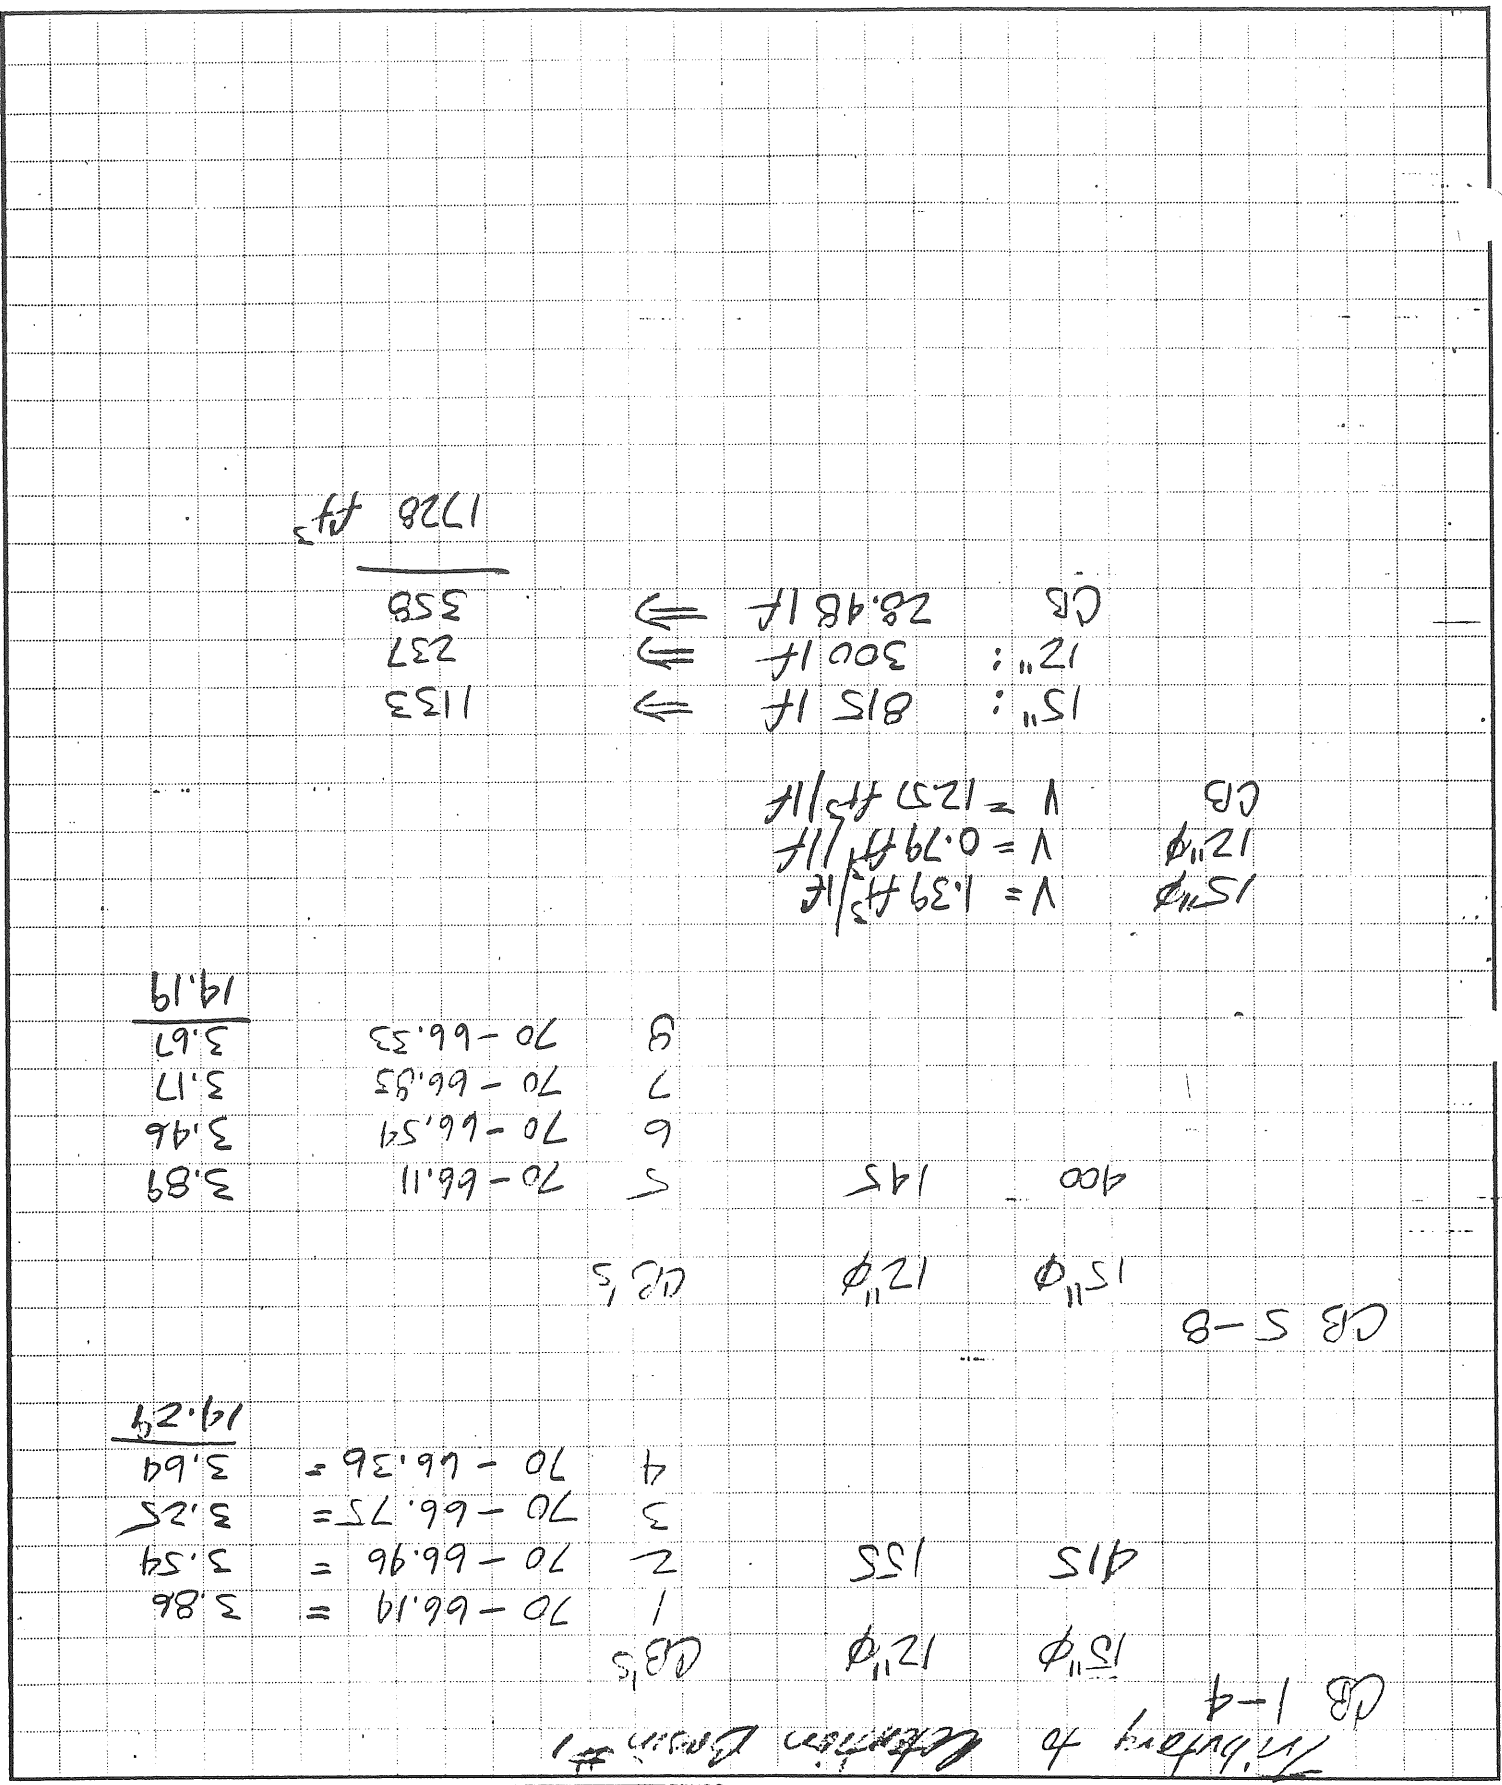 Tributary to Detention Basin #1
CB 1-4
15"ø 12"ø CB's
1 70 - 66.14 = 3.86
415 155 2 70 - 66.46 = 3.54
3 70 - 66.75 = 3.25
4 70 - 66.36 = 3.64
14.29
CB 5-8
15"ø 12"ø CB's
400 145 5 70 - 66.11 3.89
6 70 - 66.54 3.46
7 70 - 66.83 3.17
8 70 - 66.33 3.67
14.19
15"ø V = 1.39 ft³/lf
12"ø V = 0.79 ft³/lf
CB V = 12.57 ft³/lf
15": 815 lf ⇒ 1133
12": 300 lf ⇒ 237
CB 28.48 lf ⇒ 358
1728 ft³